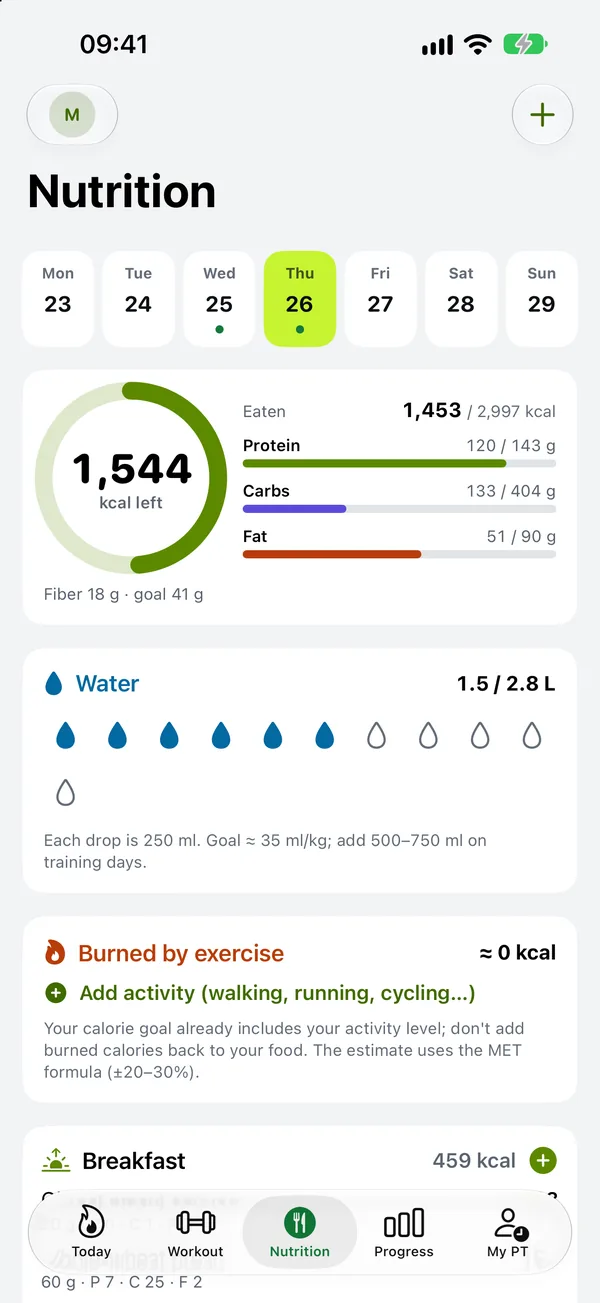 09:41
M
Nutrition
Mon Tue Wed Thu Fri Sat Sun
23 24 25 26 27 28 29
1,544
kcal left
Eaten 1,453 / 2,997 kcal
Protein 120 / 143 g
Carbs 133 / 404 g
Fat 51 / 90 g
Fiber 18 g · goal 41 g
Water 1.5 / 2.8 L
Each drop is 250 ml. Goal ≈ 35 ml/kg; add 500–750 ml on
training days.
Burned by exercise ≈ 0 kcal
Add activity (walking, running, cycling...)
Your calorie goal already includes your activity level; don't add
burned calories back to your food. The estimate uses the MET
formula (±20–30%).
Breakfast 459 kcal
Today Workout Nutrition Progress My PT
60 g · P 7 · C 25 · F 2